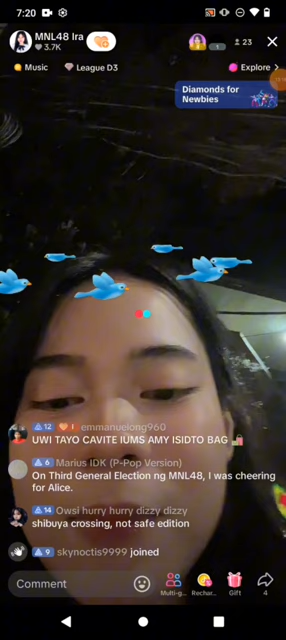 7:20
MNL48 Ira
3.7K
1
23
Music
League D3
Explore
Diamonds for
Newbies
12
1
emmanuelong960
UWI TAYO CAVITE IUMS AMY ISIDTO BAG 🛍️
6
Marius IDK (P-Pop Version)
On Third General Election ng MNL48, I was cheering
for Alice.
14
Owsi hurry hurry dizzy dizzy
shibuya crossing, not safe edition
9
skynoctis9999 joined
Comment
Multi-g...
Rechar...
Gift
4